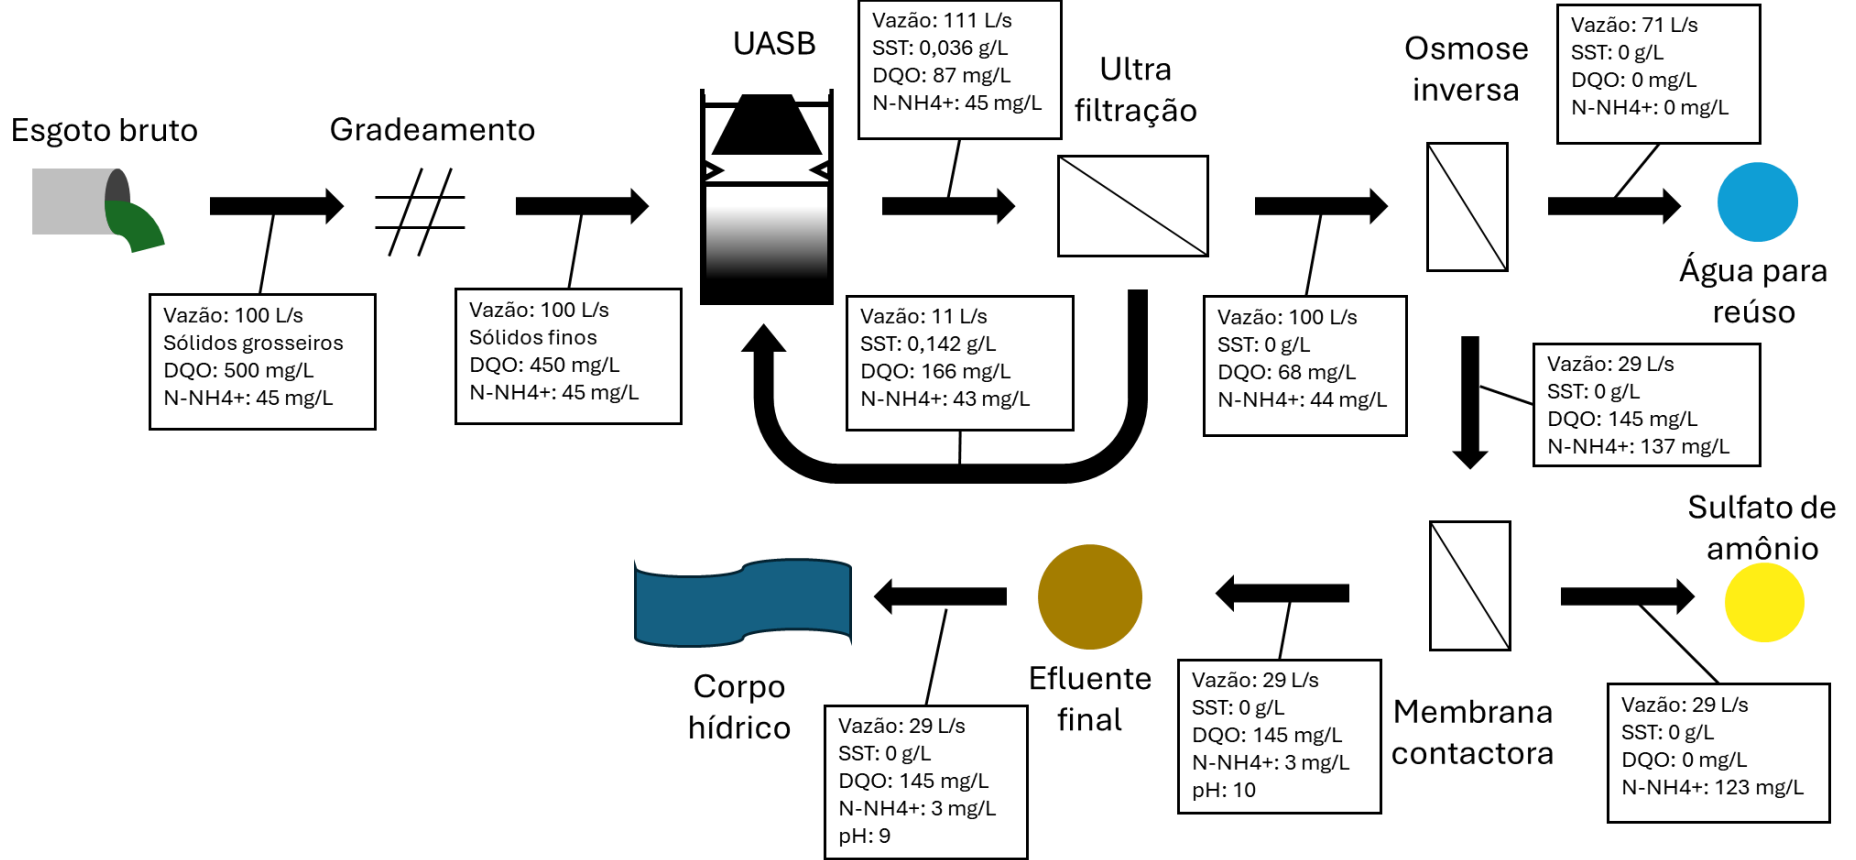 Esgoto bruto
Vazão: 100 L/s
Sólidos grosseiros
DQO: 500 mg/L
N-NH4+: 45 mg/L
Gradeamento
Vazão: 100 L/s
Sólidos finos
DQO: 450 mg/L
N-NH4+: 45 mg/L
UASB
Vazão: 111 L/s
SST: 0,036 g/L
DQO: 87 mg/L
N-NH4+: 45 mg/L
Ultra
filtração
Vazão: 11 L/s
SST: 0,142 g/L
DQO: 166 mg/L
N-NH4+: 43 mg/L
Vazão: 100 L/s
SST: 0 g/L
DQO: 68 mg/L
N-NH4+: 44 mg/L
Osmose
inversa
Vazão: 71 L/s
SST: 0 g/L
DQO: 0 mg/L
N-NH4+: 0 mg/L
Água para
reúso
Vazão: 29 L/s
SST: 0 g/L
DQO: 145 mg/L
N-NH4+: 137 mg/L
Membrana
contactora
Sulfato de
amônio
Vazão: 29 L/s
SST: 0 g/L
DQO: 0 mg/L
N-NH4+: 123 mg/L
Vazão: 29 L/s
SST: 0 g/L
DQO: 145 mg/L
N-NH4+: 3 mg/L
pH: 10
Efluente
final
Vazão: 29 L/s
SST: 0 g/L
DQO: 145 mg/L
N-NH4+: 3 mg/L
pH: 9
Corpo
hídrico